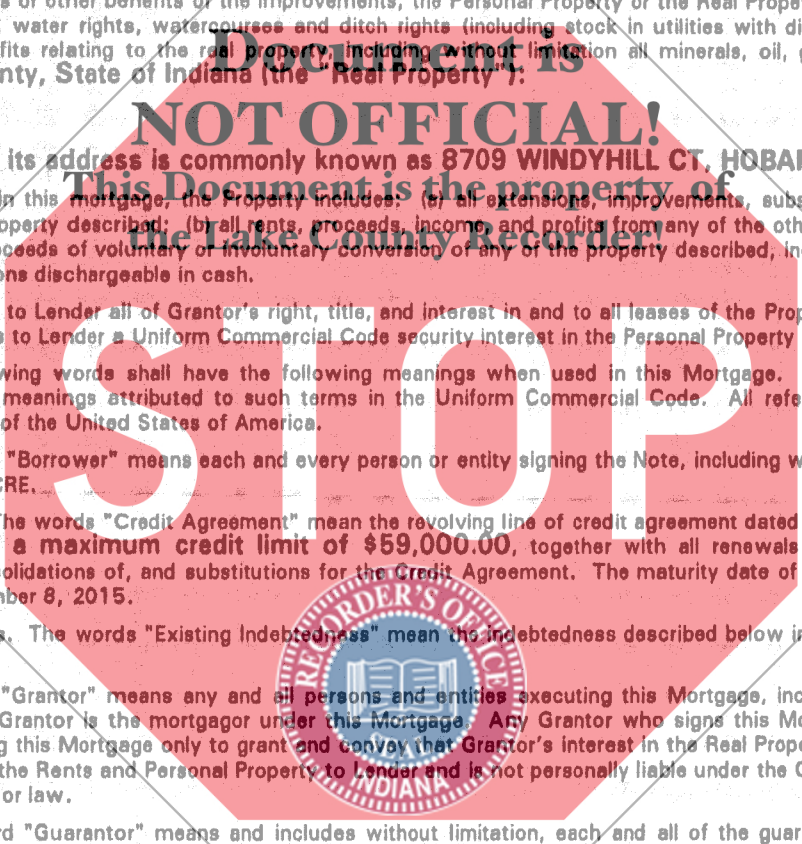 s or other benefits of the improvements, the Personal Property or the Real Prope
water rights, watercourses and ditch rights (including stock in utilities with di
fits relating to the real property, including without limitation all minerals, oil,
Document is
nty, State of Indiana (the "Real Property"):
NOT OFFICIAL!
its address is commonly known as 8709 WINDYHILL CT, HOBA
This Document is the property of
in this mortgage, the Property includes: (a) all extensions, improvements, subs
operty described; (b) all rents, proceeds, income, and profits from any of the oth
the Lake County Recorder!
oceeds of voluntary or involuntary conversion of any of the property described, in
ons dischargeable in cash.
to Lender all of Grantor's right, title, and interest in and to all leases of the Prop
s to Lender a Uniform Commercial Code security interest in the Personal Property
STOP
wing words shall have the following meanings when used in this Mortgage.
meanings attributed to such terms in the Uniform Commercial Code. All refe
of the United States of America.
"Borrower" means each and every person or entity signing the Note, including w
CRE.
he words "Credit Agreement" mean the revolving line of credit agreement dated
a maximum credit limit of $59,000.00, together with all renewals
olidations of, and substitutions for the Credit Agreement. The maturity date of
ber 8, 2015.
s. The words "Existing Indebtedness" mean the indebtedness described below in
RECORDER'S OFFICE
"Grantor" means any and all persons and entities executing this Mortgage, inc
Grantor is the mortgagor under this Mortgage. Any Grantor who signs this Mo
g this Mortgage only to grant and convey that Grantor's interest in the Real Prope
SEAL
the Rents and Personal Property to Lender and is not personally liable under the C
INDIANA
or law.
rd "Guarantor" means and includes without limitation, each and all of the guar